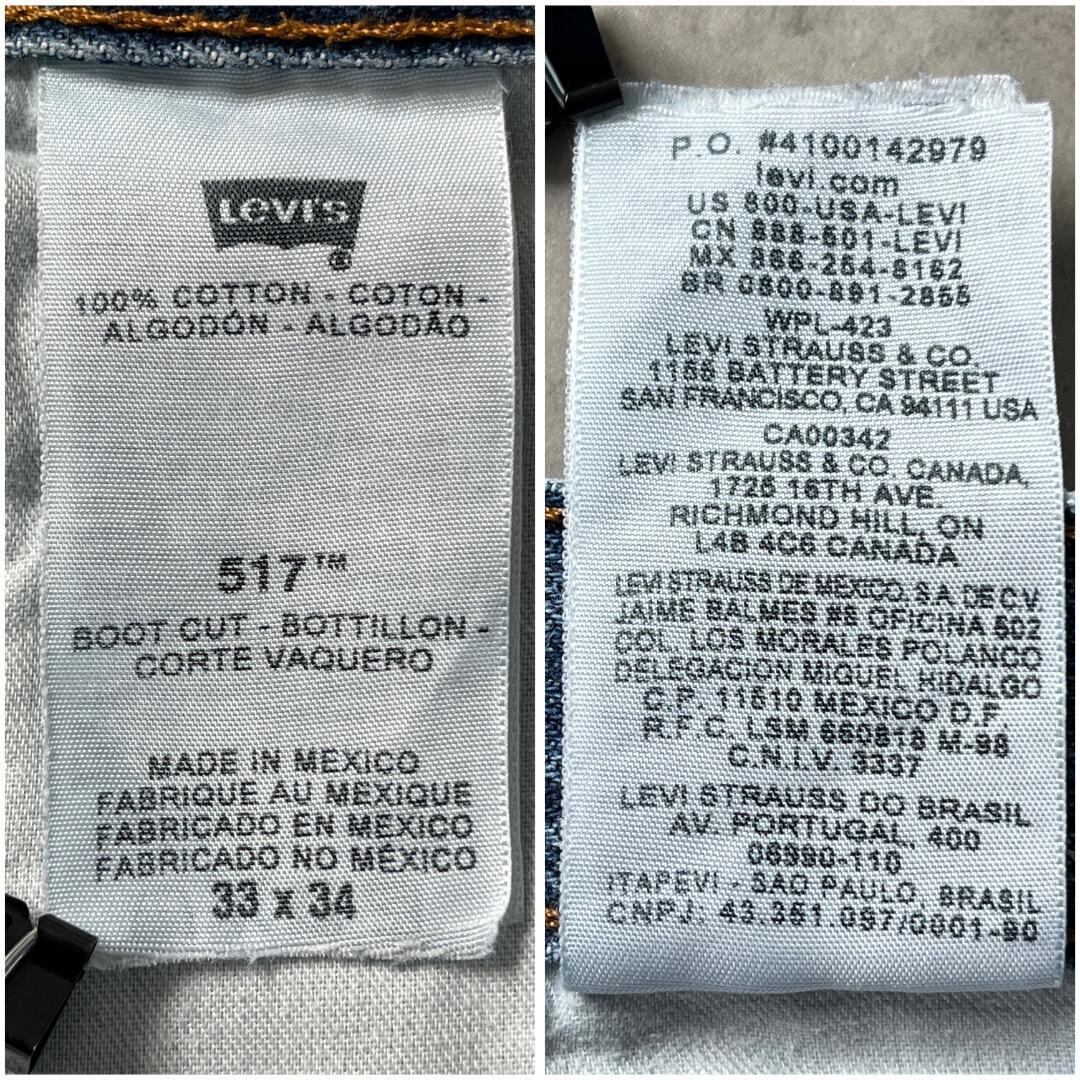 Levi's
®
100% COTTON - COTON -
ALGODÓN - ALGODÃO
517™
BOOT CUT - BOTTILLON -
CORTE VAQUERO
MADE IN MEXICO
FABRIQUE AU MEXIQUE
FABRICADO EN MÉXICO
FABRICADO NO MÉXICO
33 x 34
P.O. #4100142979
levi.com
US 800-USA-LEVI
CN 888-501-LEVI
MX 866-254-8162
BR 0800-891-2855
WPL-423
LEVI STRAUSS & CO.
1155 BATTERY STREET
SAN FRANCISCO, CA 94111 USA
CA00342
LEVI STRAUSS & CO. CANADA,
1725 16TH AVE.
RICHMOND HILL, ON
L4B 4C6 CANADA
LEVI STRAUSS DE MEXICO, S.A. DE C.V.
JAIME BALMES #8 OFICINA 502
COL. LOS MORALES POLANCO
DELEGACION MIGUEL HIDALGO
C.P. 11510 MEXICO D.F.
R.F.C. LSM 660818 M-98
C.N.I.V. 3337
LEVI STRAUSS DO BRASIL
AV. PORTUGAL, 400
06690-110
ITAPEVI - SAO PAULO, BRASIL
CNPJ: 43.351.097/0001-90